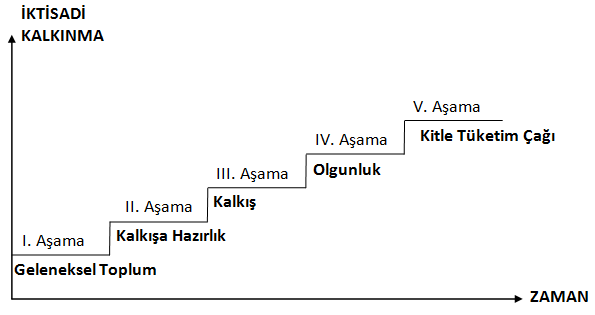 İKTİSADİ
KALKINMA
V. Aşama
Kitle Tüketim Çağı
IV. Aşama
Olgunluk
III. Aşama
Kalkış
II. Aşama
Kalkışa Hazırlık
I. Aşama
Geleneksel Toplum
ZAMAN